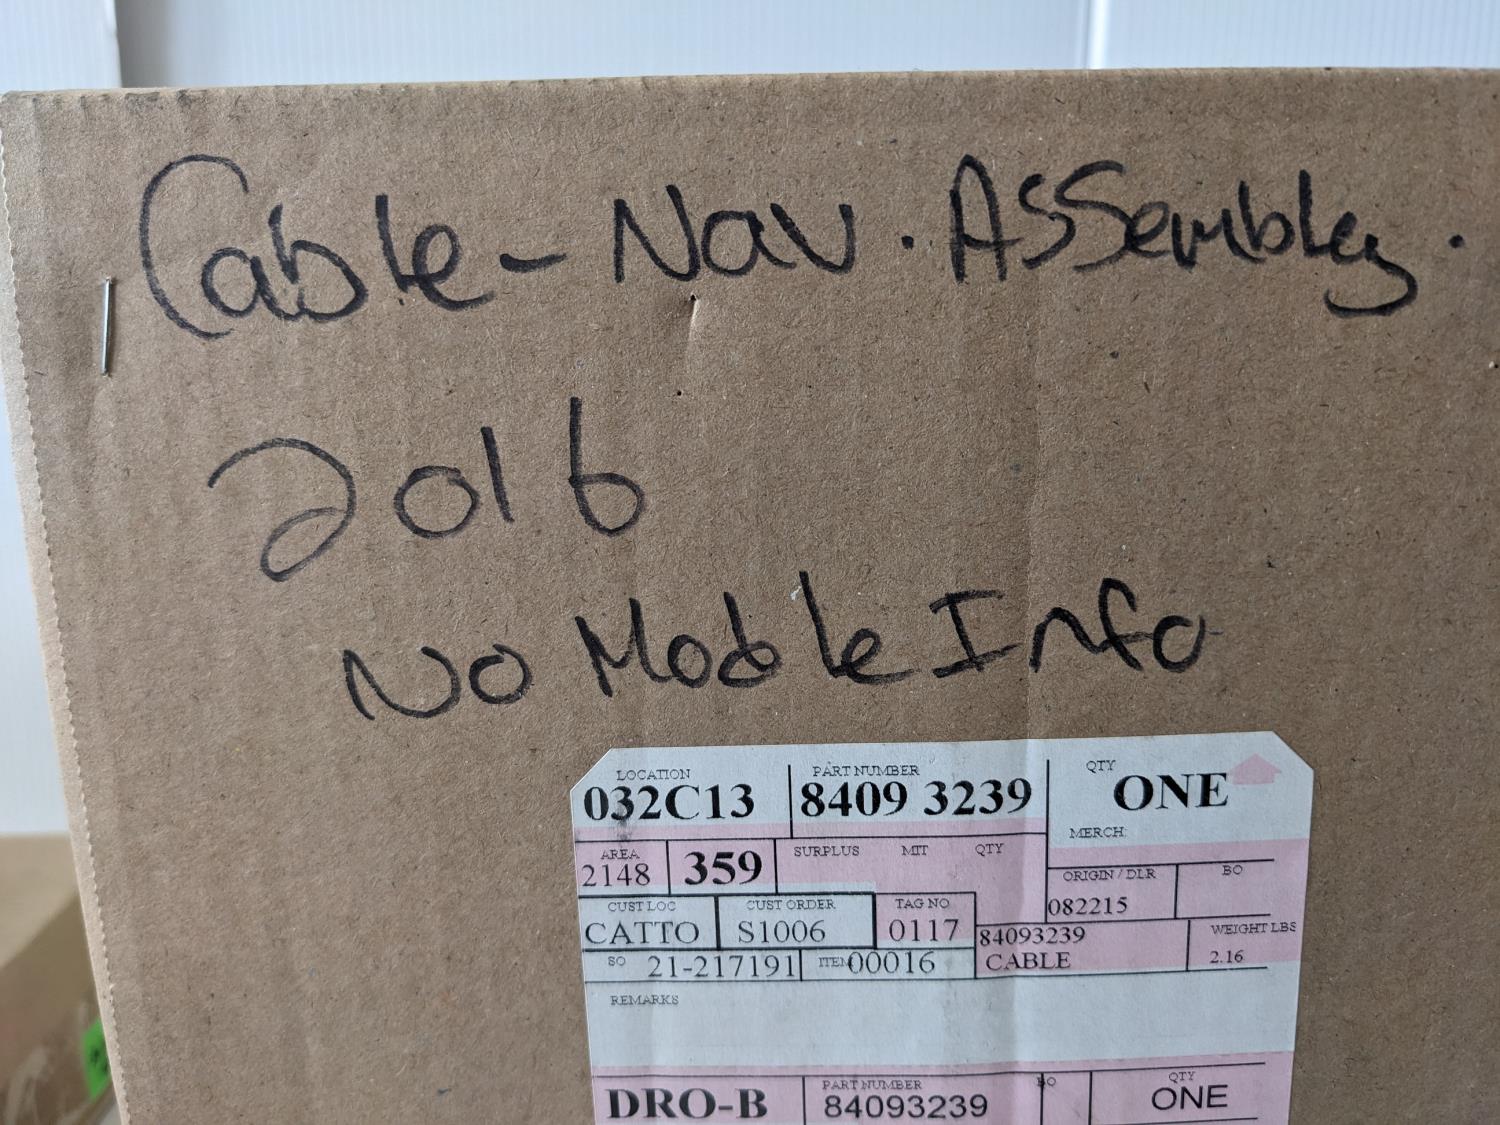 Cable - Nav. Assembly.
2016
No Moble Info
LOCATION PART NUMBER QTY
032C13 8409 3239 ONE
MERCH:
AREA SURPLUS MIT QTY
2148 359
ORIGIN / DLR BO
082215
CUST LOC CUST ORDER TAG NO
CATTO S1006 0117
84093239 WEIGHT LBS
CABLE 2.16
SO 21-217191 ITEM 00016
REMARKS
PART NUMBER BO QTY
DRO-B 84093239 ONE